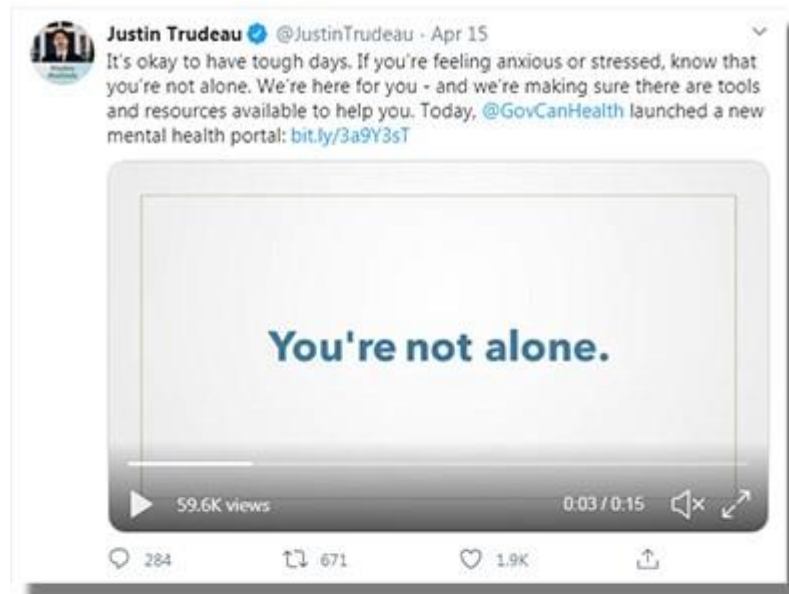 Justin Trudeau @JustinTrudeau · Apr 15
It's okay to have tough days. If you're feeling anxious or stressed, know that
you're not alone. We're here for you - and we're making sure there are tools
and resources available to help you. Today, @GovCanHealth launched a new
mental health portal: bit.ly/3a9Y3sT
You're not alone.
59.6K views 0:03 / 0:15
284 671 1.9K